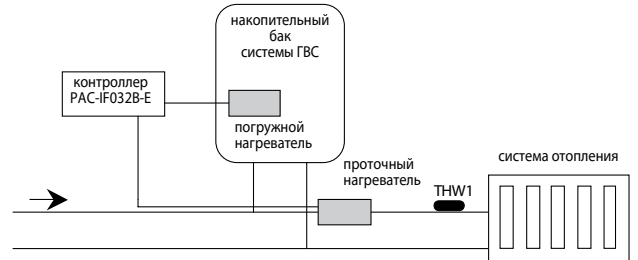 накопительный
бак
системы ГВС
контроллер
PAC-IF032B-E
погружной
нагреватель
проточный
нагреватель
THW1
система отопления